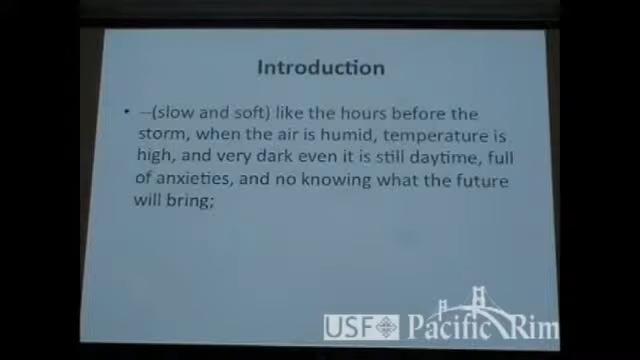 Introduction
• --(slow and soft) like the hours before the
storm, when the air is humid, temperature is
high, and very dark even it is still daytime, full
of anxieties, and no knowing what the future
will bring;
USF Pacific Rim